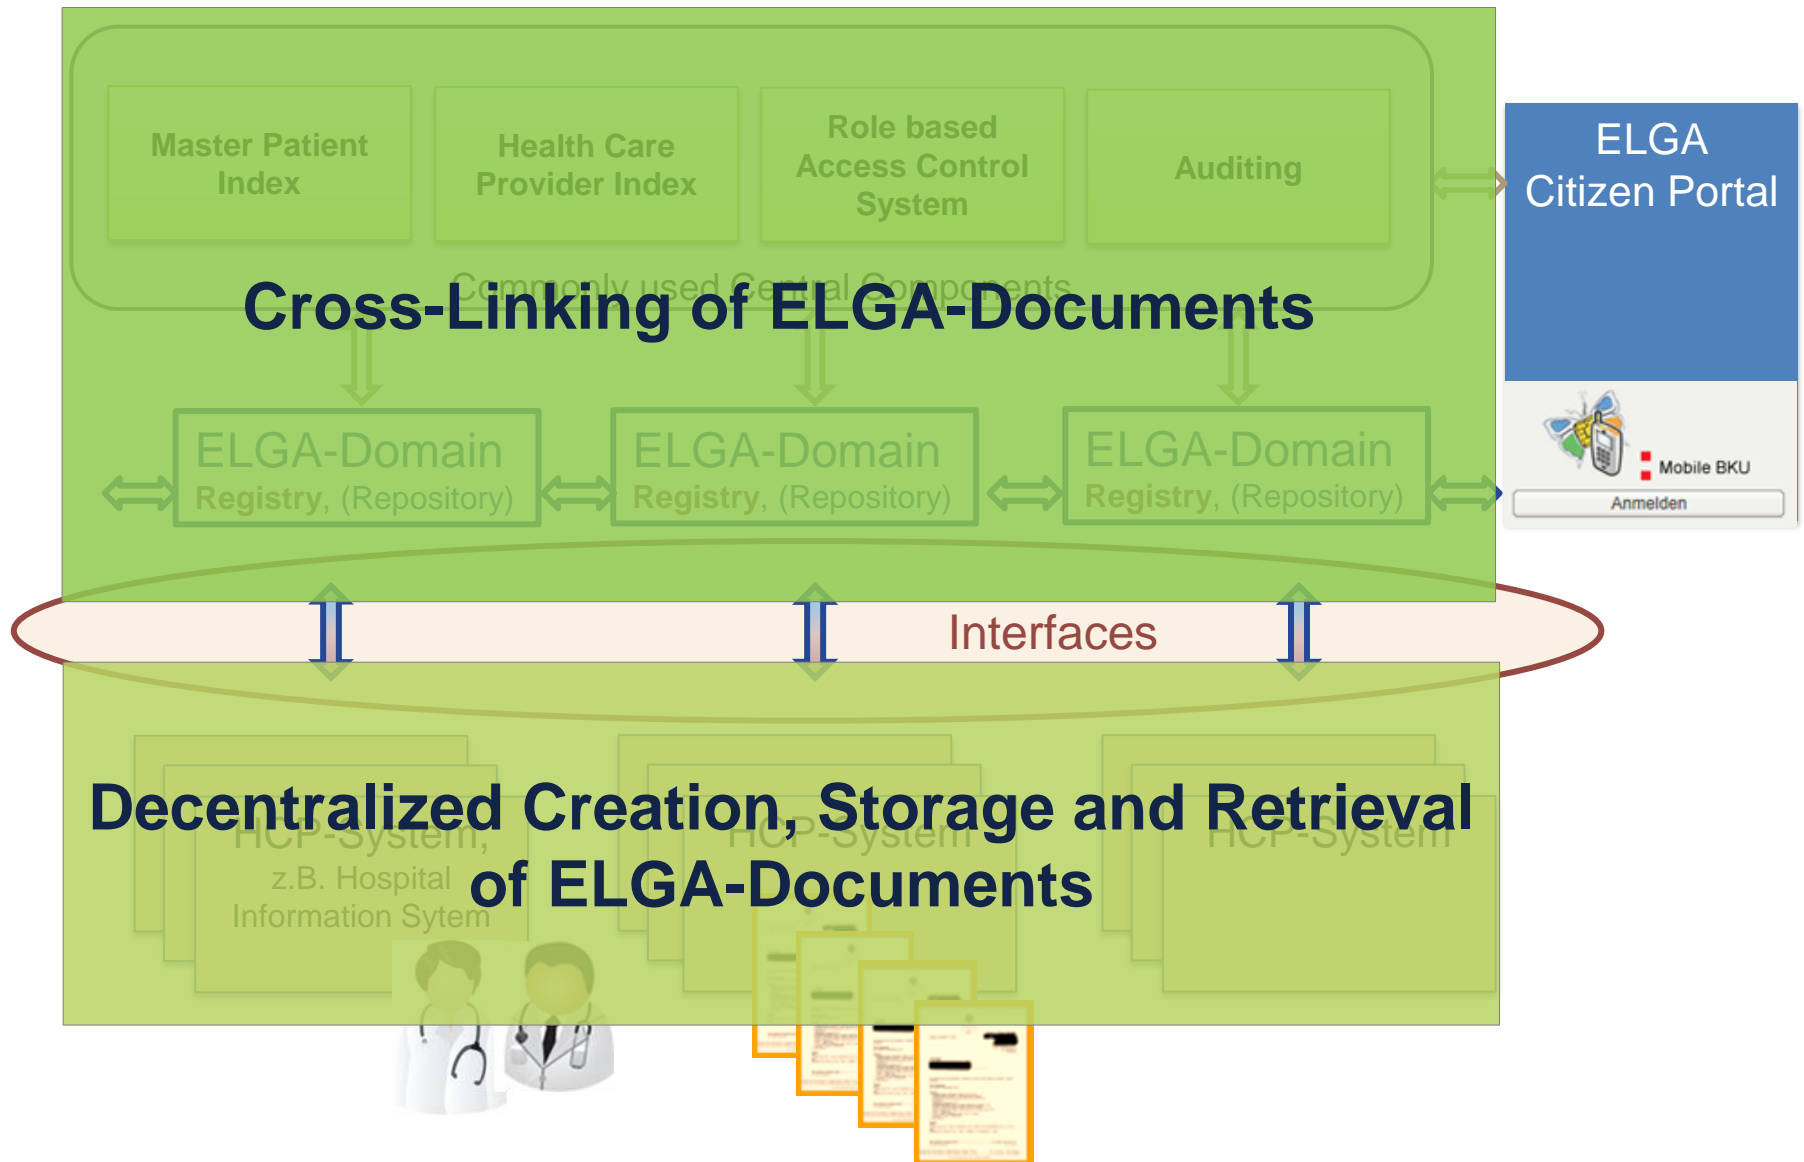 Master Patient
Index
Health Care
Provider Index
Role based
Access Control
System
Auditing
Commonly used Central Components
Cross-Linking of ELGA-Documents
ELGA
Citizen Portal
Mobile BKU
Anmelden
ELGA-Domain
Registry, (Repository)
ELGA-Domain
Registry, (Repository)
ELGA-Domain
Registry, (Repository)
Interfaces
Decentralized Creation, Storage and Retrieval
of ELGA-Documents
HCP-System,
z.B. Hospital
Information Sytem
HCP-System
HCP-System